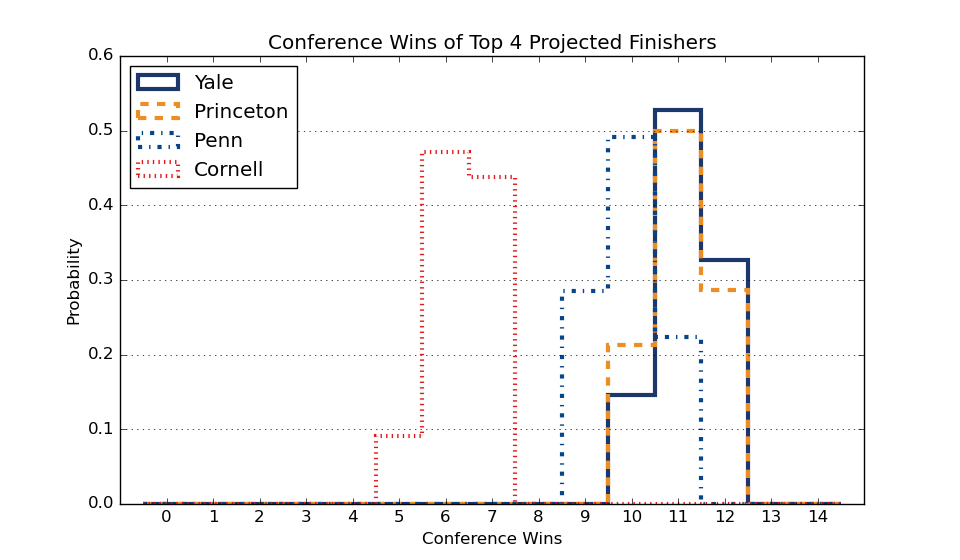 Conference Wins of Top 4 Projected Finishers
0.6
0.5
0.4
0.3
0.2
0.1
0.0
Probability
Yale
Princeton
Penn
Cornell
0 1 2 3 4 5 6 7 8 9 10 11 12 13 14
Conference Wins